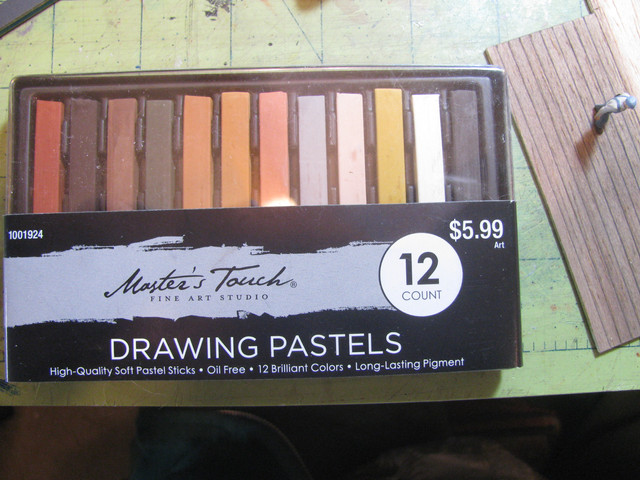 1001924
$5.99
Art
Master's Touch®
FINE ART STUDIO
12
COUNT
DRAWING PASTELS
High-Quality Soft Pastel Sticks • Oil Free • 12 Brilliant Colors • Long-Lasting Pigment